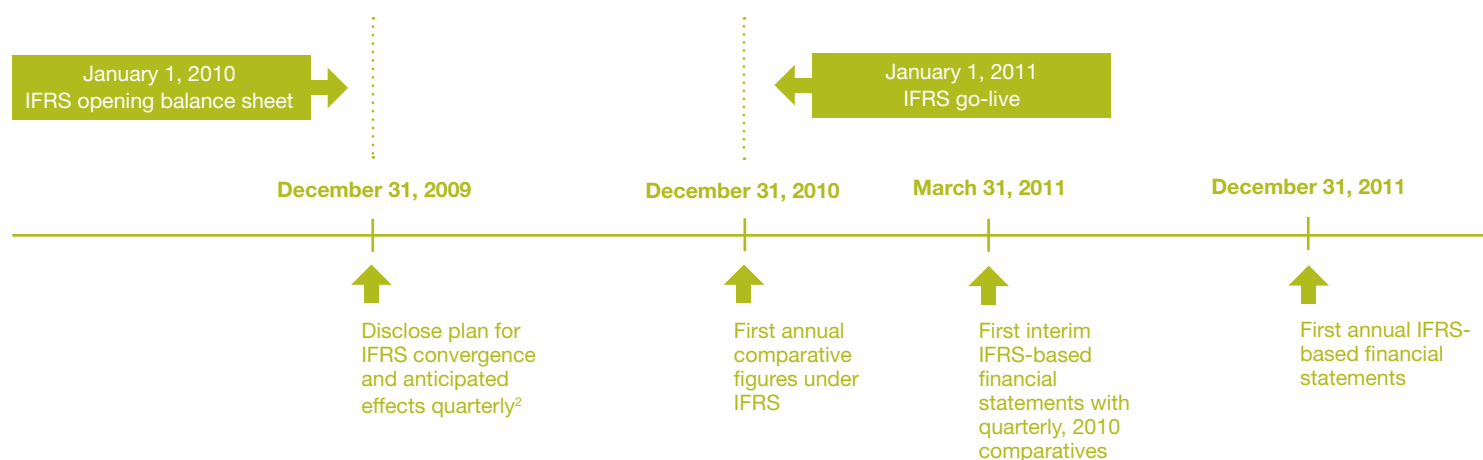 January 1, 2010
IFRS opening balance sheet
January 1, 2011
IFRS go-live
December 31, 2009
December 31, 2010
March 31, 2011
December 31, 2011
Disclose plan for
IFRS convergence
and anticipated
effects quarterly²
First annual
comparative
figures under
IFRS
First interim
IFRS-based
financial
statements with
quarterly, 2010
comparatives
First annual IFRS-
based financial
statements